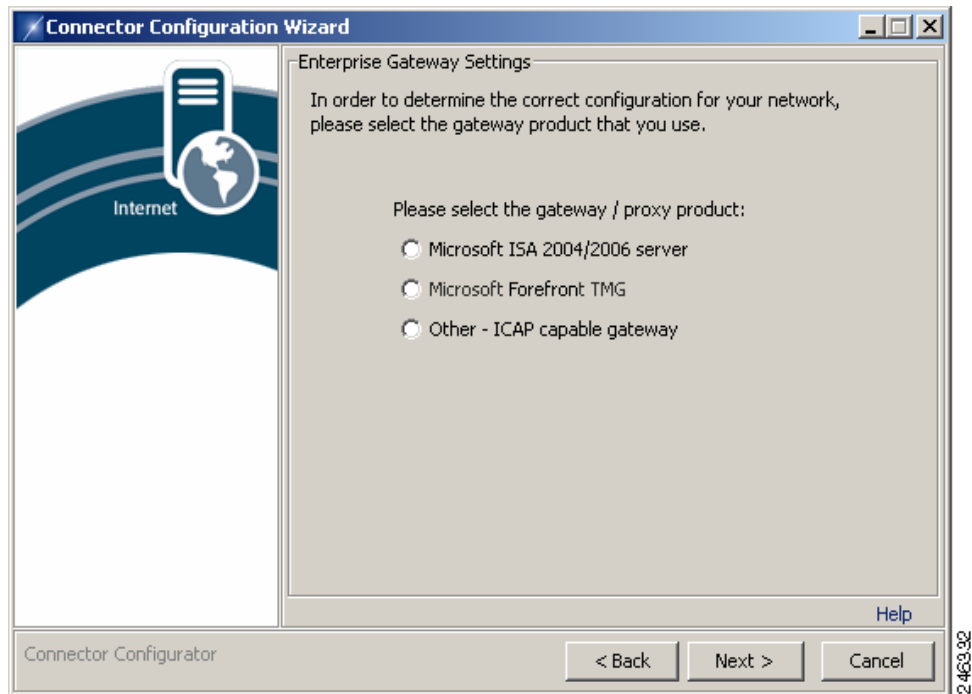 Connector Configuration Wizard
Internet
Enterprise Gateway Settings
In order to determine the correct configuration for your network,
please select the gateway product that you use.
Please select the gateway / proxy product:
Microsoft ISA 2004/2006 server
Microsoft Forefront TMG
Other - ICAP capable gateway
Help
Connector Configurator
< Back
Next >
Cancel
246332